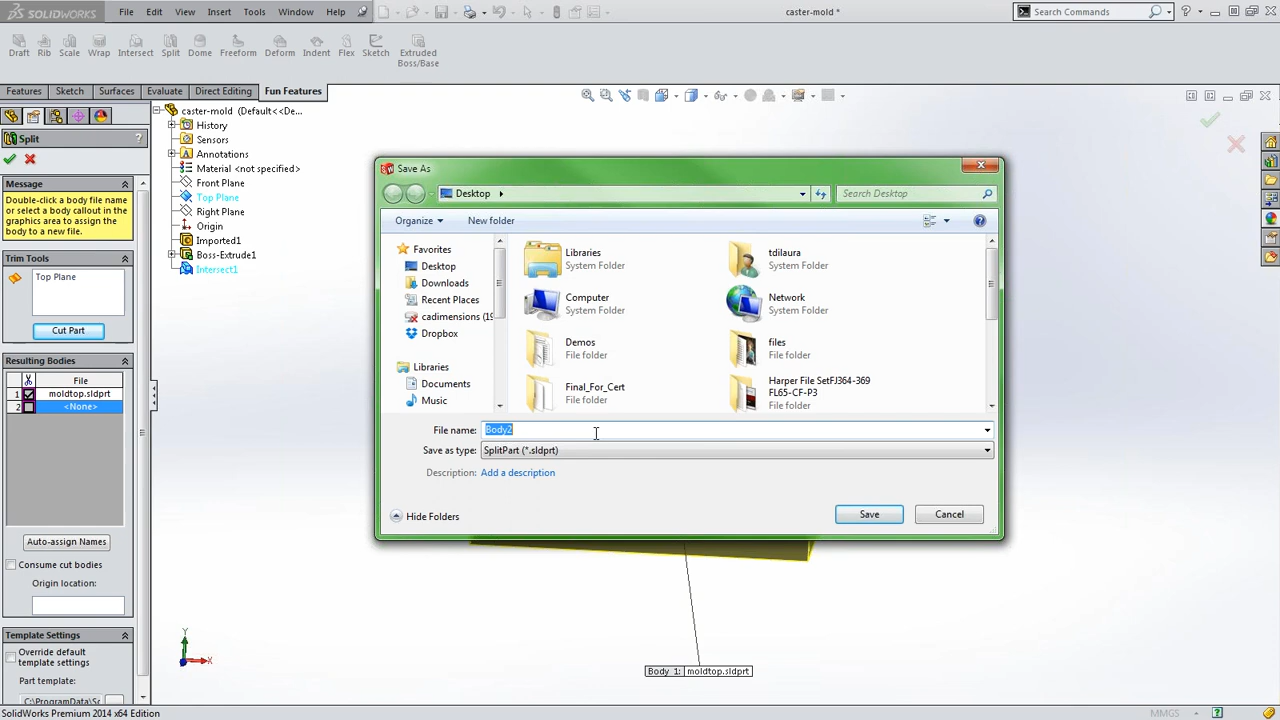 SOLIDWORKS
File
Edit
View
Insert
Tools
Window
Help
caster-mold *
Search Commands
Draft
Rib
Scale
Wrap
Intersect
Split
Dome
Freeform
Deform
Indent
Flex
Sketch
Extruded
Boss/Base
Features
Sketch
Surfaces
Evaluate
Direct Editing
Fun Features
Split
?
Message
Double-click a body file name
or select a body callout in the
graphics area to assign the
body to a new file.
Trim Tools
Top Plane
Cut Part
Resulting Bodies
File
1 moldtop.sldprt
2 <None>
Auto-assign Names
Consume cut bodies
Origin location:
Template Settings
Override default
template settings
Part template:
C:\ProgramData\Sc
caster-mold (Default<<De...
History
Sensors
Annotations
Material <not specified>
Front Plane
Top Plane
Right Plane
Origin
Imported1
Boss-Extrude1
Intersect1
Save As
Desktop
Search Desktop
Organize
New folder
Favorites
Desktop
Downloads
Recent Places
cadimensions (19
Dropbox
Libraries
Documents
Music
Libraries
System Folder
tdilaura
System Folder
Computer
System Folder
Network
System Folder
Demos
File folder
files
File folder
Final_For_Cert
File folder
Harper File SetFJ364-369
FL65-CF-P3
File folder
File name: Body2
Save as type: SplitPart (*.sldprt)
Description: Add a description
Hide Folders
Save
Cancel
Y
X
Body 1: moldtop.sldprt
SolidWorks Premium 2014 x64 Edition
MMGS